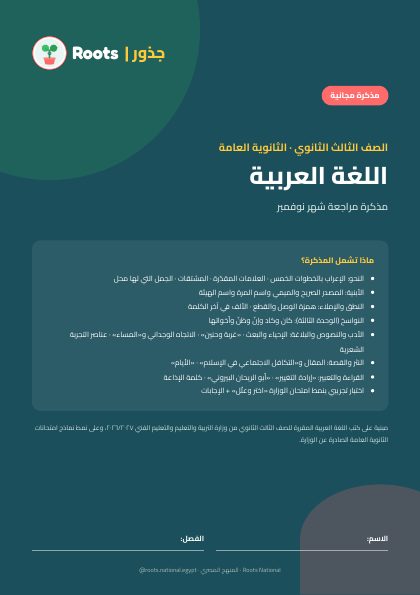 Roots | جذور
مذكرة مجانية
الصف الثالث الثانوي · الثانوية العامة
اللغة العربية
مذكرة مراجعة شهر نوفمبر
ماذا تشمل المذكرة؟
النحو: الإعراب بالخطوات الخمس · العلامات المقدّرة · المشتقات · الجمل التي لها محل
الأبنية: المصدر الصريح والميمي واسم المرة واسم الهيئة
النطق والإملاء: همزة الوصل والقطع · الألف في آخر الكلمة
النواسخ (الوحدة الثالثة): كان وكاد وإنّ وظنّ وأخواتها
الأدب والنصوص والبلاغة: الإحياء والبعث · «غربة وحنين» · الاتجاه الوجداني و«المساء» · عناصر التجربة
الشعرية
النثر والقصة: المقال و«التكافل الاجتماعي في الإسلام» · «الأيام»
القراءة والتعبير: «إرادة التغيير» · «أبو الريحان البيروني» · كلمة الإذاعة
اختبار تجريبي بنمط امتحان الوزارة «اختر وعلّل» + الإجابات
مبنية على كتب اللغة العربية المقررة للصف الثالث الثانوي من وزارة التربية والتعليم والتعليم الفني ٢٠٢٦/٢٠٢٧، وعلى نمط نماذج امتحانات
الثانوية العامة الصادرة عن الوزارة.
الاسم:
الفصل:
Roots National · المنهج المصري · @roots.national.egypt